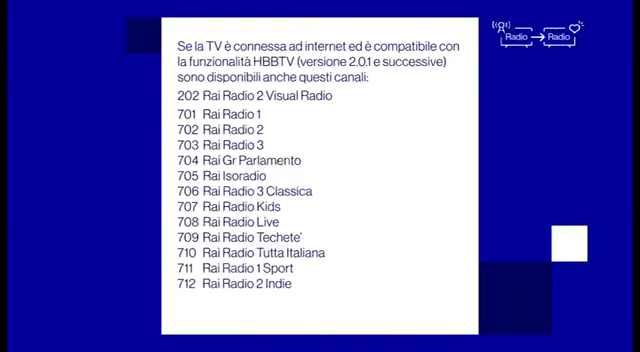 Radio → Radio
Se la TV è connessa ad internet ed è compatibile con
la funzionalità HBBTV (versione 2.0.1 e successive)
sono disponibili anche questi canali:
202 Rai Radio 2 Visual Radio
701 Rai Radio 1
702 Rai Radio 2
703 Rai Radio 3
704 Rai Gr Parlamento
705 Rai Isoradio
706 Rai Radio 3 Classica
707 Rai Radio Kids
708 Rai Radio Live
709 Rai Radio Techete'
710 Rai Radio Tutta Italiana
711 Rai Radio 1 Sport
712 Rai Radio 2 Indie